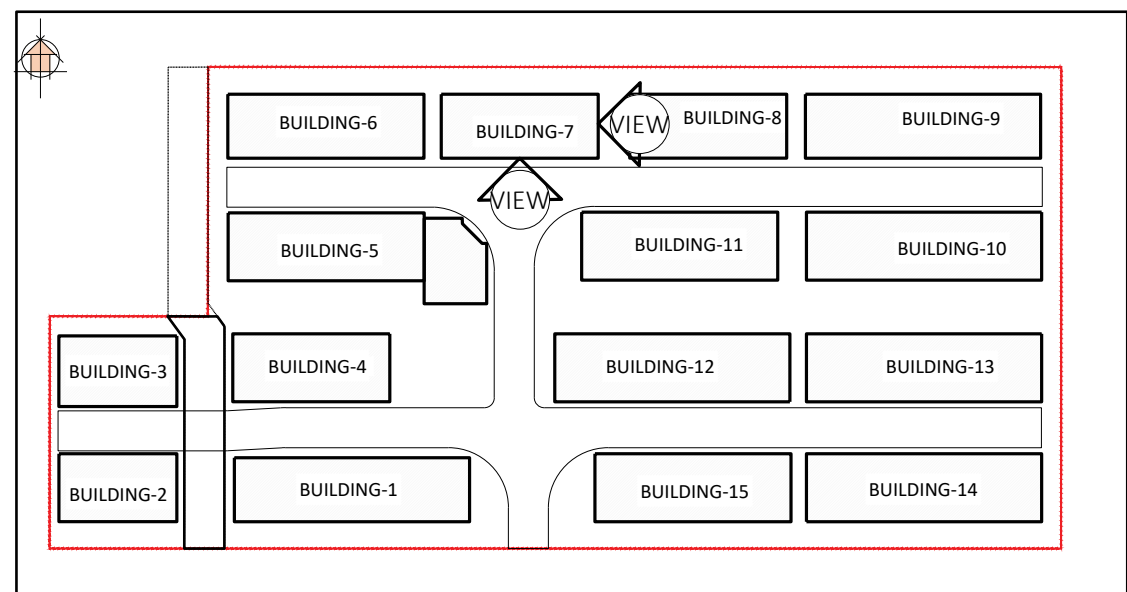 BUILDING-6
BUILDING-7
VIEW
BUILDING-8
BUILDING-9
VIEW
BUILDING-5
BUILDING-11
BUILDING-10
BUILDING-3
BUILDING-4
BUILDING-12
BUILDING-13
BUILDING-2
BUILDING-1
BUILDING-15
BUILDING-14